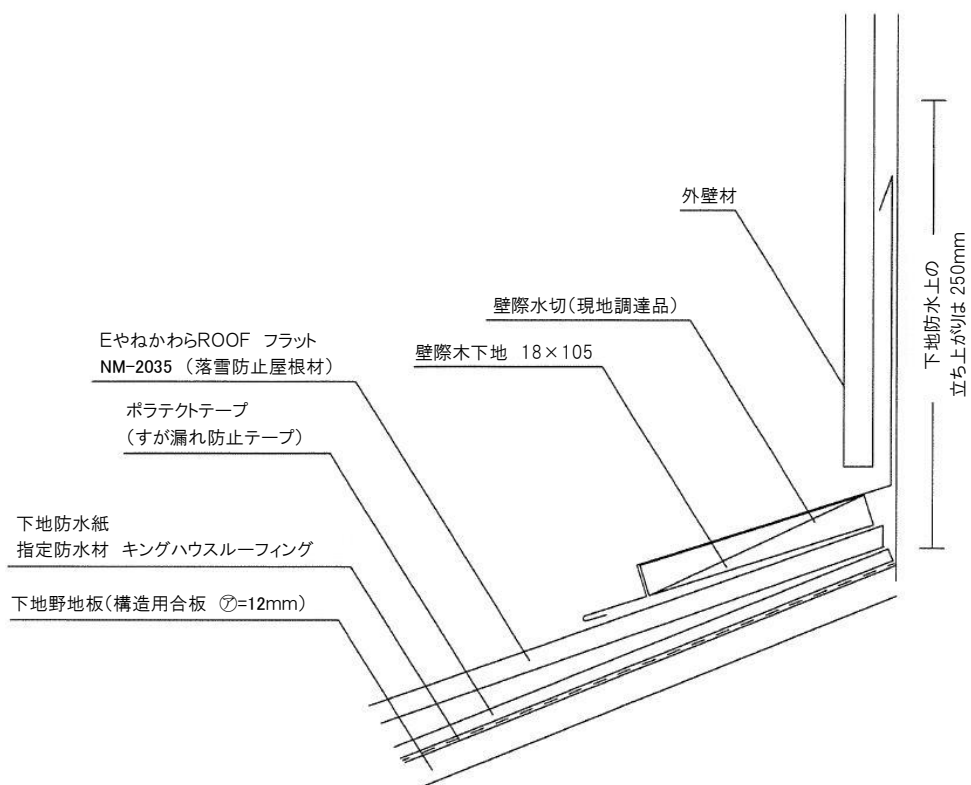 外壁材
壁際水切(現地調達品)
EやねかわらROOF フラット
NM-2035 (落雪防止屋根材)
壁際木下地 18×105
ポラテクトテープ
(すが漏れ防止テープ)
下地防水紙
指定防水材 キングハウスルーフィング
下地野地板(構造用合板 ㋐=12mm)
下地防水上の
立ち上がりは 250mm